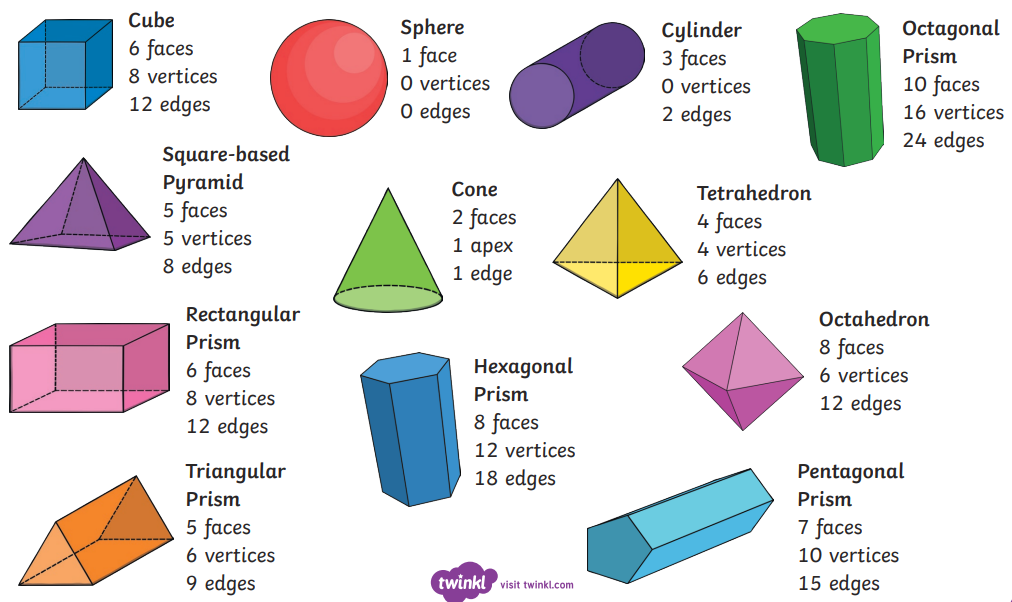 Cube
6 faces
8 vertices
12 edges
Sphere
1 face
0 vertices
0 edges
Cylinder
3 faces
0 vertices
2 edges
Octagonal
Prism
10 faces
16 vertices
24 edges
Square-based
Pyramid
5 faces
5 vertices
8 edges
Cone
2 faces
1 apex
1 edge
Tetrahedron
4 faces
4 vertices
6 edges
Rectangular
Prism
6 faces
8 vertices
12 edges
Hexagonal
Prism
8 faces
12 vertices
18 edges
Octahedron
8 faces
6 vertices
12 edges
Triangular
Prism
5 faces
6 vertices
9 edges
Pentagonal
Prism
7 faces
10 vertices
15 edges
twinkl visit twinkl.com